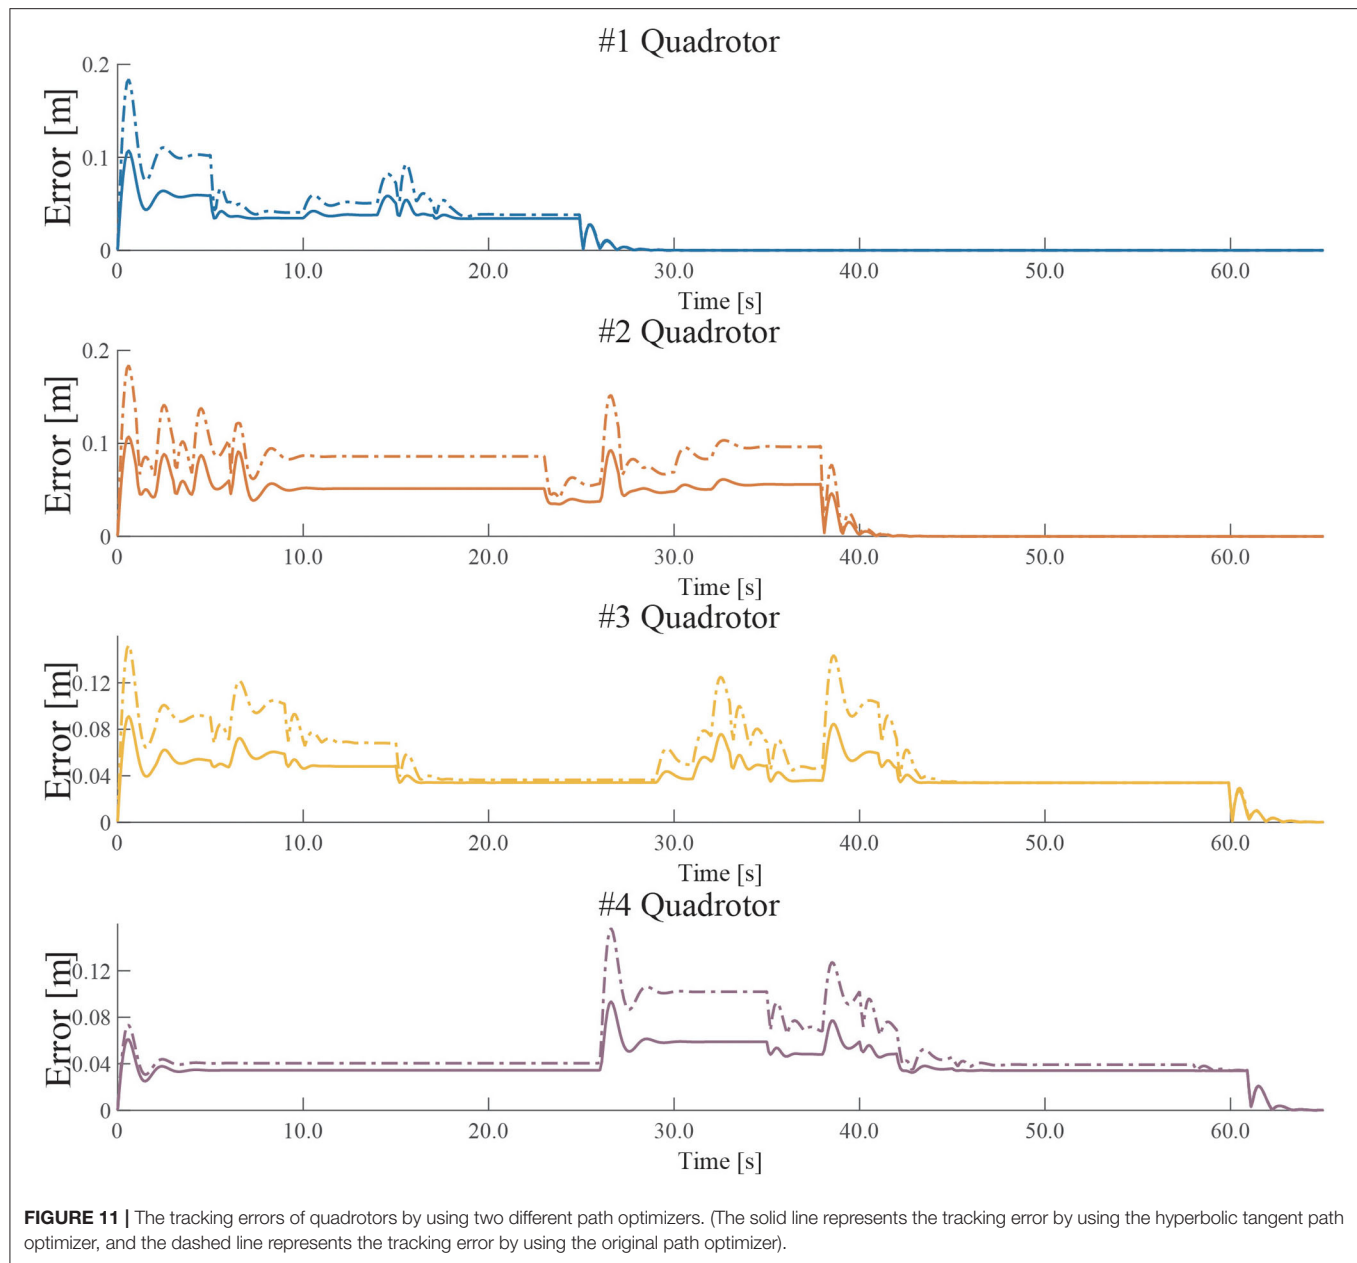 #1 Quadrotor
0.2
0.1
0
Error [m]
0 10.0 20.0 30.0 40.0 50.0 60.0
Time [s]
#2 Quadrotor
0.2
0.1
0
Error [m]
0 10.0 20.0 30.0 40.0 50.0 60.0
Time [s]
#3 Quadrotor
0.12
0.08
0.04
0
Error [m]
0 10.0 20.0 30.0 40.0 50.0 60.0
Time [s]
#4 Quadrotor
0.12
0.08
0.04
0
Error [m]
0 10.0 20.0 30.0 40.0 50.0 60.0
Time [s]
FIGURE 11 | The tracking errors of quadrotors by using two different path optimizers. (The solid line represents the tracking error by using the hyperbolic tangent path
optimizer, and the dashed line represents the tracking error by using the original path optimizer).